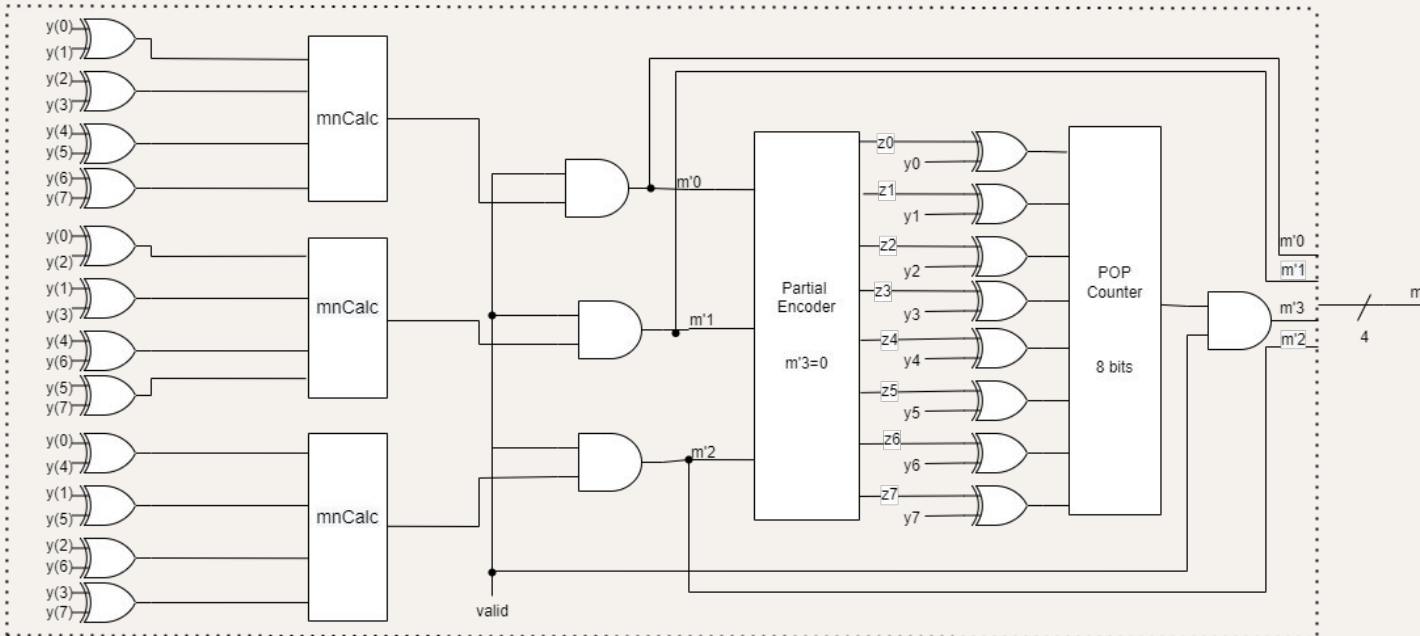 y(0)
y(1)
y(2)
y(3)
y(4)
y(5)
y(6)
y(7)
mnCalc
y(0)
y(2)
y(1)
y(3)
y(4)
y(6)
y(5)
y(7)
mnCalc
y(0)
y(4)
y(1)
y(5)
y(2)
y(6)
y(3)
y(7)
mnCalc
valid
m'0
m'1
m'2
Partial
Encoder
m'3=0
z0
y0
z1
y1
z2
y2
z3
y3
z4
y4
z5
y5
z6
y6
z7
y7
POP
Counter
8 bits
m'0
m'1
m'3
m'2
4
m